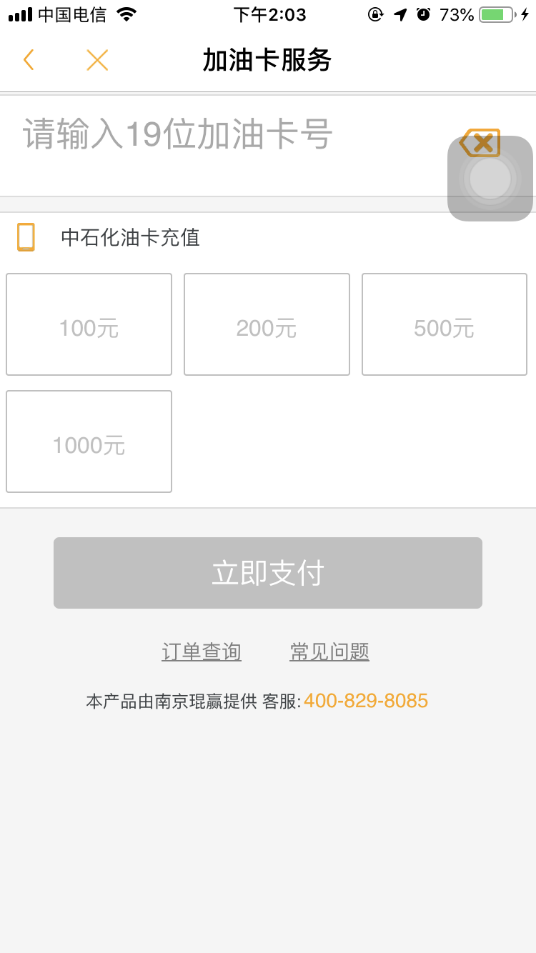 中国电信 下午2:03 73%
加油卡服务
请输入19位加油卡号
中石化油卡充值
100元 200元 500元
1000元
立即支付
订单查询 常见问题
本产品由南京琨赢提供 客服:400-829-8085